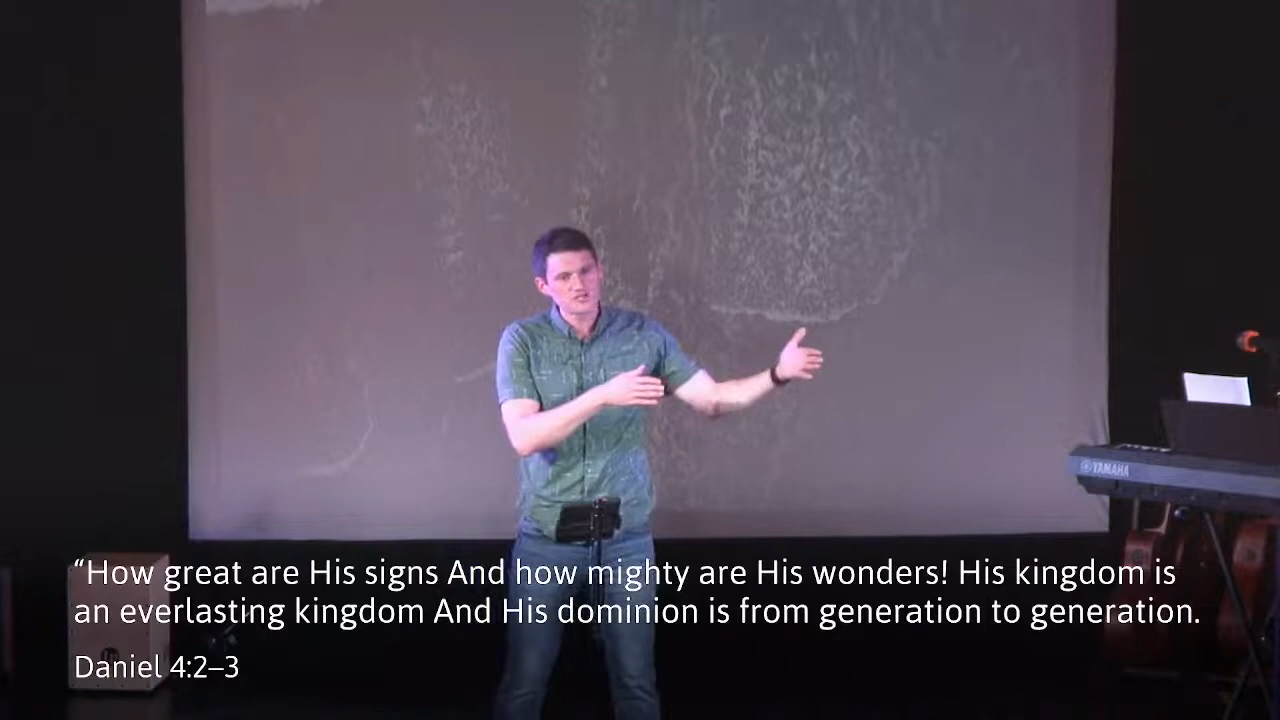 YAMAHA
“How great are His signs And how mighty are His wonders! His kingdom is
an everlasting kingdom And His dominion is from generation to generation.
Daniel 4:2–3